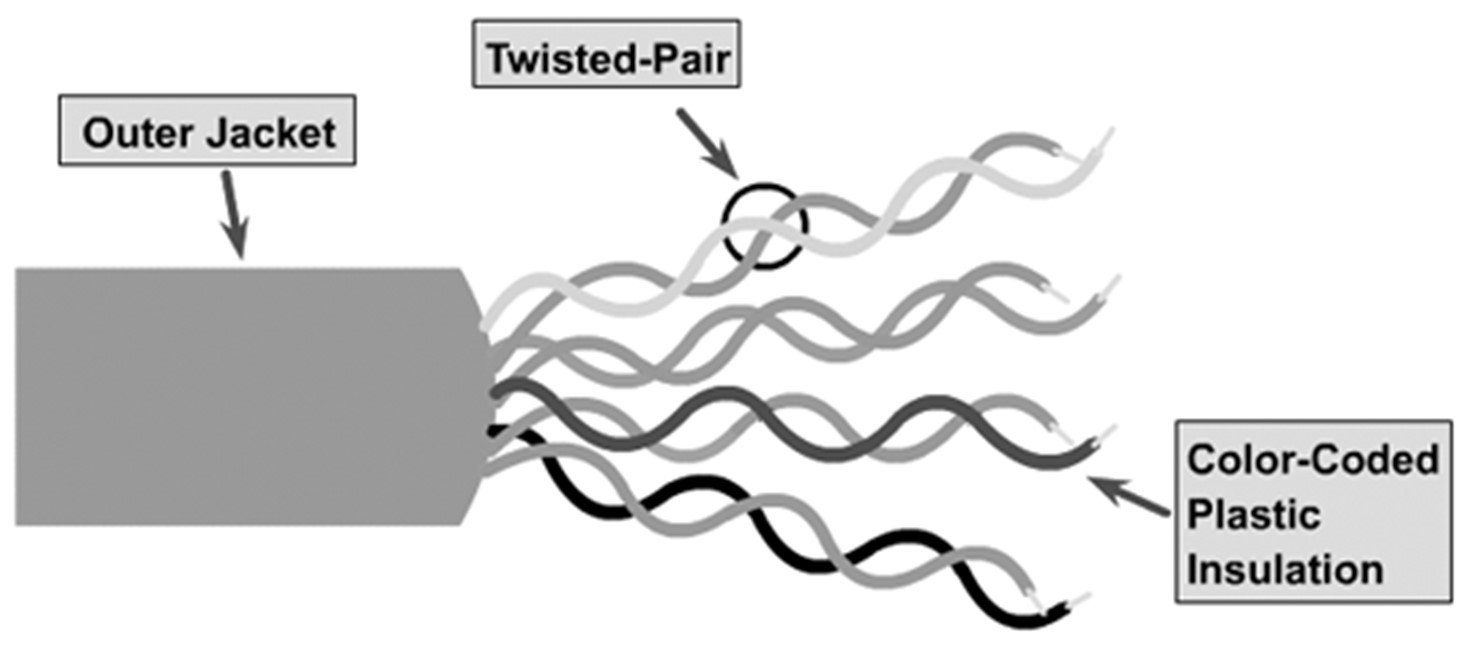 Twisted-Pair
Outer Jacket
Color-Coded
Plastic
Insulation